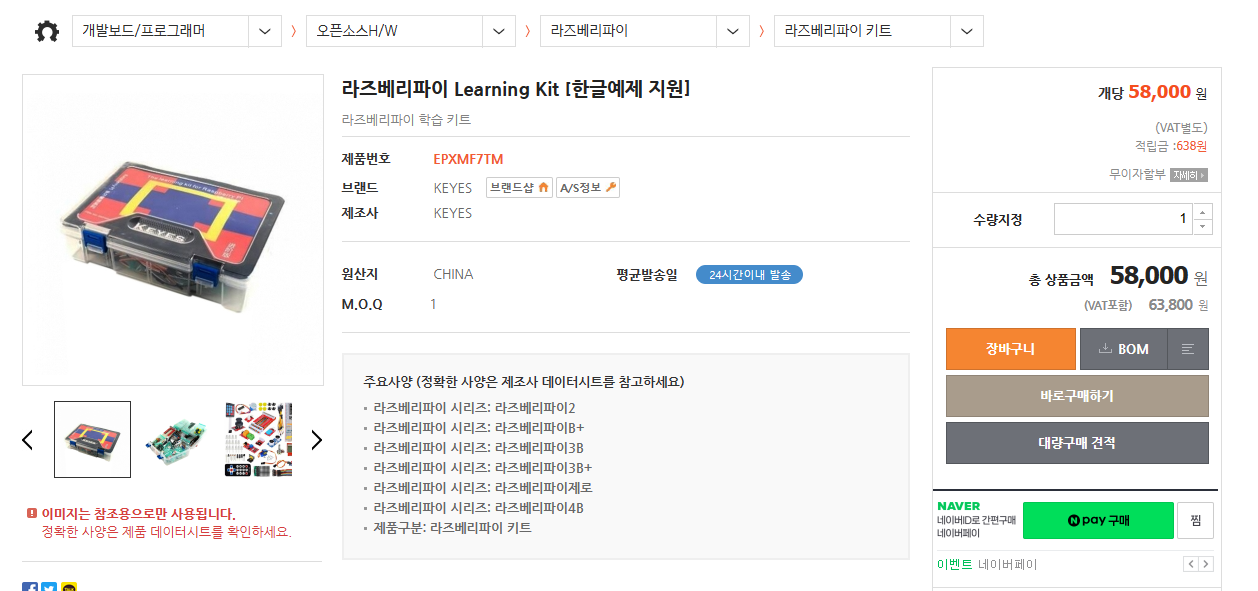 개발보드/프로그래머 〉 오픈소스H/W 〉 라즈베리파이 〉 라즈베리파이 키트
라즈베리파이 Learning Kit [한글예제 지원]
라즈베리파이 학습 키트
제품번호 EPXMF7TM
브랜드 KEYES 브랜드샵 A/S정보
제조사 KEYES
원산지 CHINA 평균발송일 24시간이내 발송
M.O.Q 1
주요사양 (정확한 사양은 제조사 데이터시트를 참고하세요)
라즈베리파이 시리즈: 라즈베리파이2
라즈베리파이 시리즈: 라즈베리파이B+
라즈베리파이 시리즈: 라즈베리파이3B
라즈베리파이 시리즈: 라즈베리파이3B+
라즈베리파이 시리즈: 라즈베리파이제로
라즈베리파이 시리즈: 라즈베리파이4B
제품구분: 라즈베리파이 키트
KEYES
이미지는 참조용으로만 사용됩니다.
정확한 사양은 제품 데이터시트를 확인하세요.
개당 58,000 원
(VAT별도)
적립금 :638원
무이자할부 자세히
수량지정 1
총 상품금액 58,000 원
(VAT포함) 63,800 원
장바구니 BOM
바로구매하기
대량구매 견적
NAVER
네이버ID로 간편구매
네이버페이
N pay 구매
찜
이벤트 네이버페이